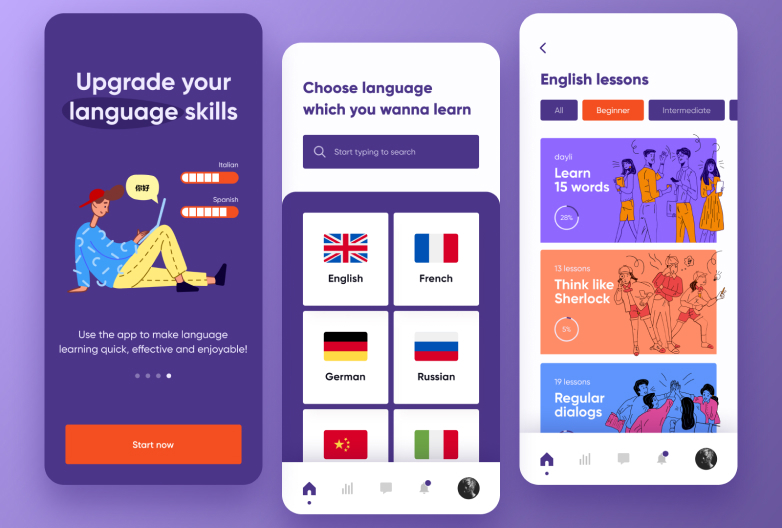 Upgrade your
language skills
Italian
你好
Spanish
Use the app to make language
learning quick, effective and enjoyable!
Start now
Choose language
which you wanna learn
Start typing to search
English
French
German
Russian
English lessons
All
Beginner
Intermediate
dayli
Learn
15 words
28%
13 lessons
Think like
Sherlock
5%
19 lessons
Regular
dialogs